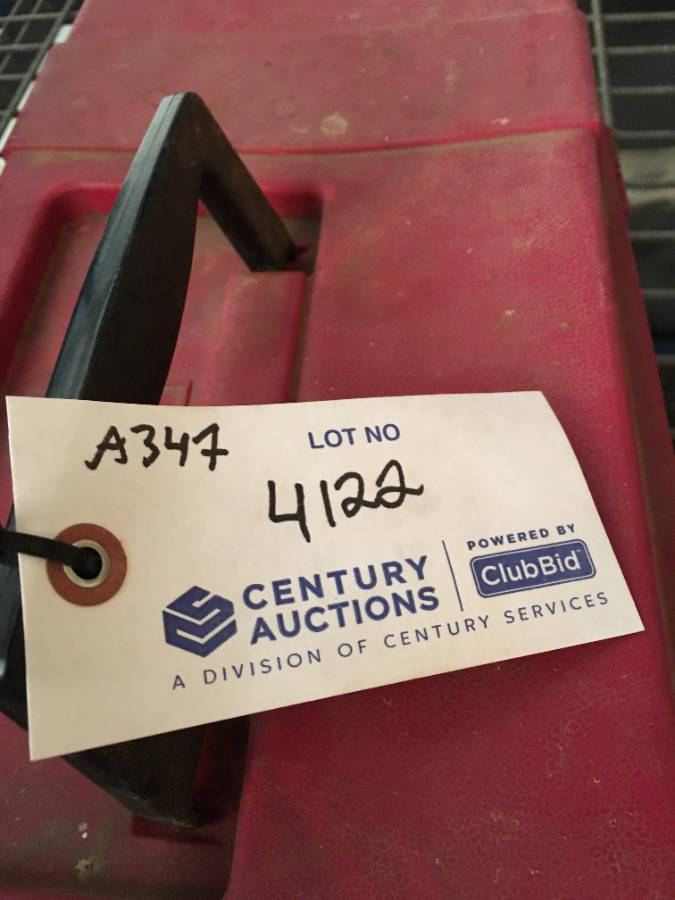 A347
LOT NO
4122
CENTURY
AUCTIONS
POWERED BY
ClubBid
A DIVISION OF CENTURY SERVICES